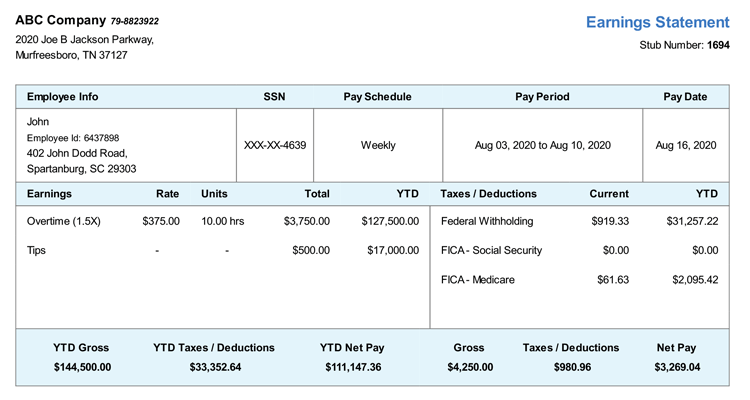 ABC Company 79-8823922
Earnings Statement
2020 Joe B Jackson Parkway,
Murfreesboro, TN 37127
Stub Number: 1694
Employee Info SSN Pay Schedule Pay Period Pay Date
John
Employee Id: 6437898
402 John Dodd Road,
Spartanburg, SC 29303
XXX-XX-4639 Weekly Aug 03, 2020 to Aug 10, 2020 Aug 16, 2020
Earnings Rate Units Total YTD Taxes / Deductions Current YTD
Overtime (1.5X) $375.00 10.00 hrs $3,750.00 $127,500.00 Federal Withholding $919.33 $31,257.22
Tips - - $500.00 $17,000.00 FICA - Social Security $0.00 $0.00
FICA - Medicare $61.63 $2,095.42
YTD Gross YTD Taxes / Deductions YTD Net Pay Gross Taxes / Deductions Net Pay
$144,500.00 $33,352.64 $111,147.36 $4,250.00 $980.96 $3,269.04